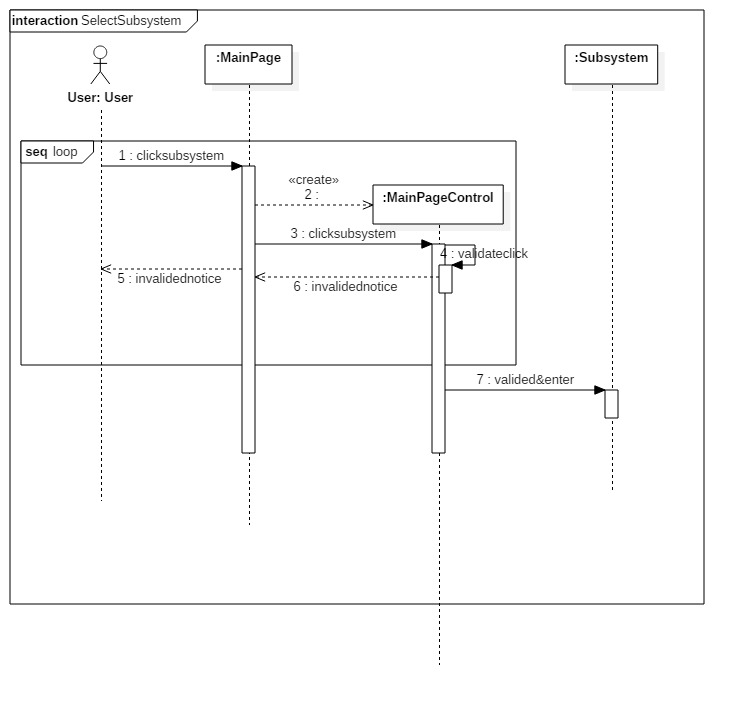 interaction SelectSubsystem
:MainPage
:Subsystem
User: User
seq loop
1 : clicksubsystem
«create»
2 :
:MainPageControl
3 : clicksubsystem
4 : validateclick
5 : invalidednotice
6 : invalidednotice
7 : valided&enter